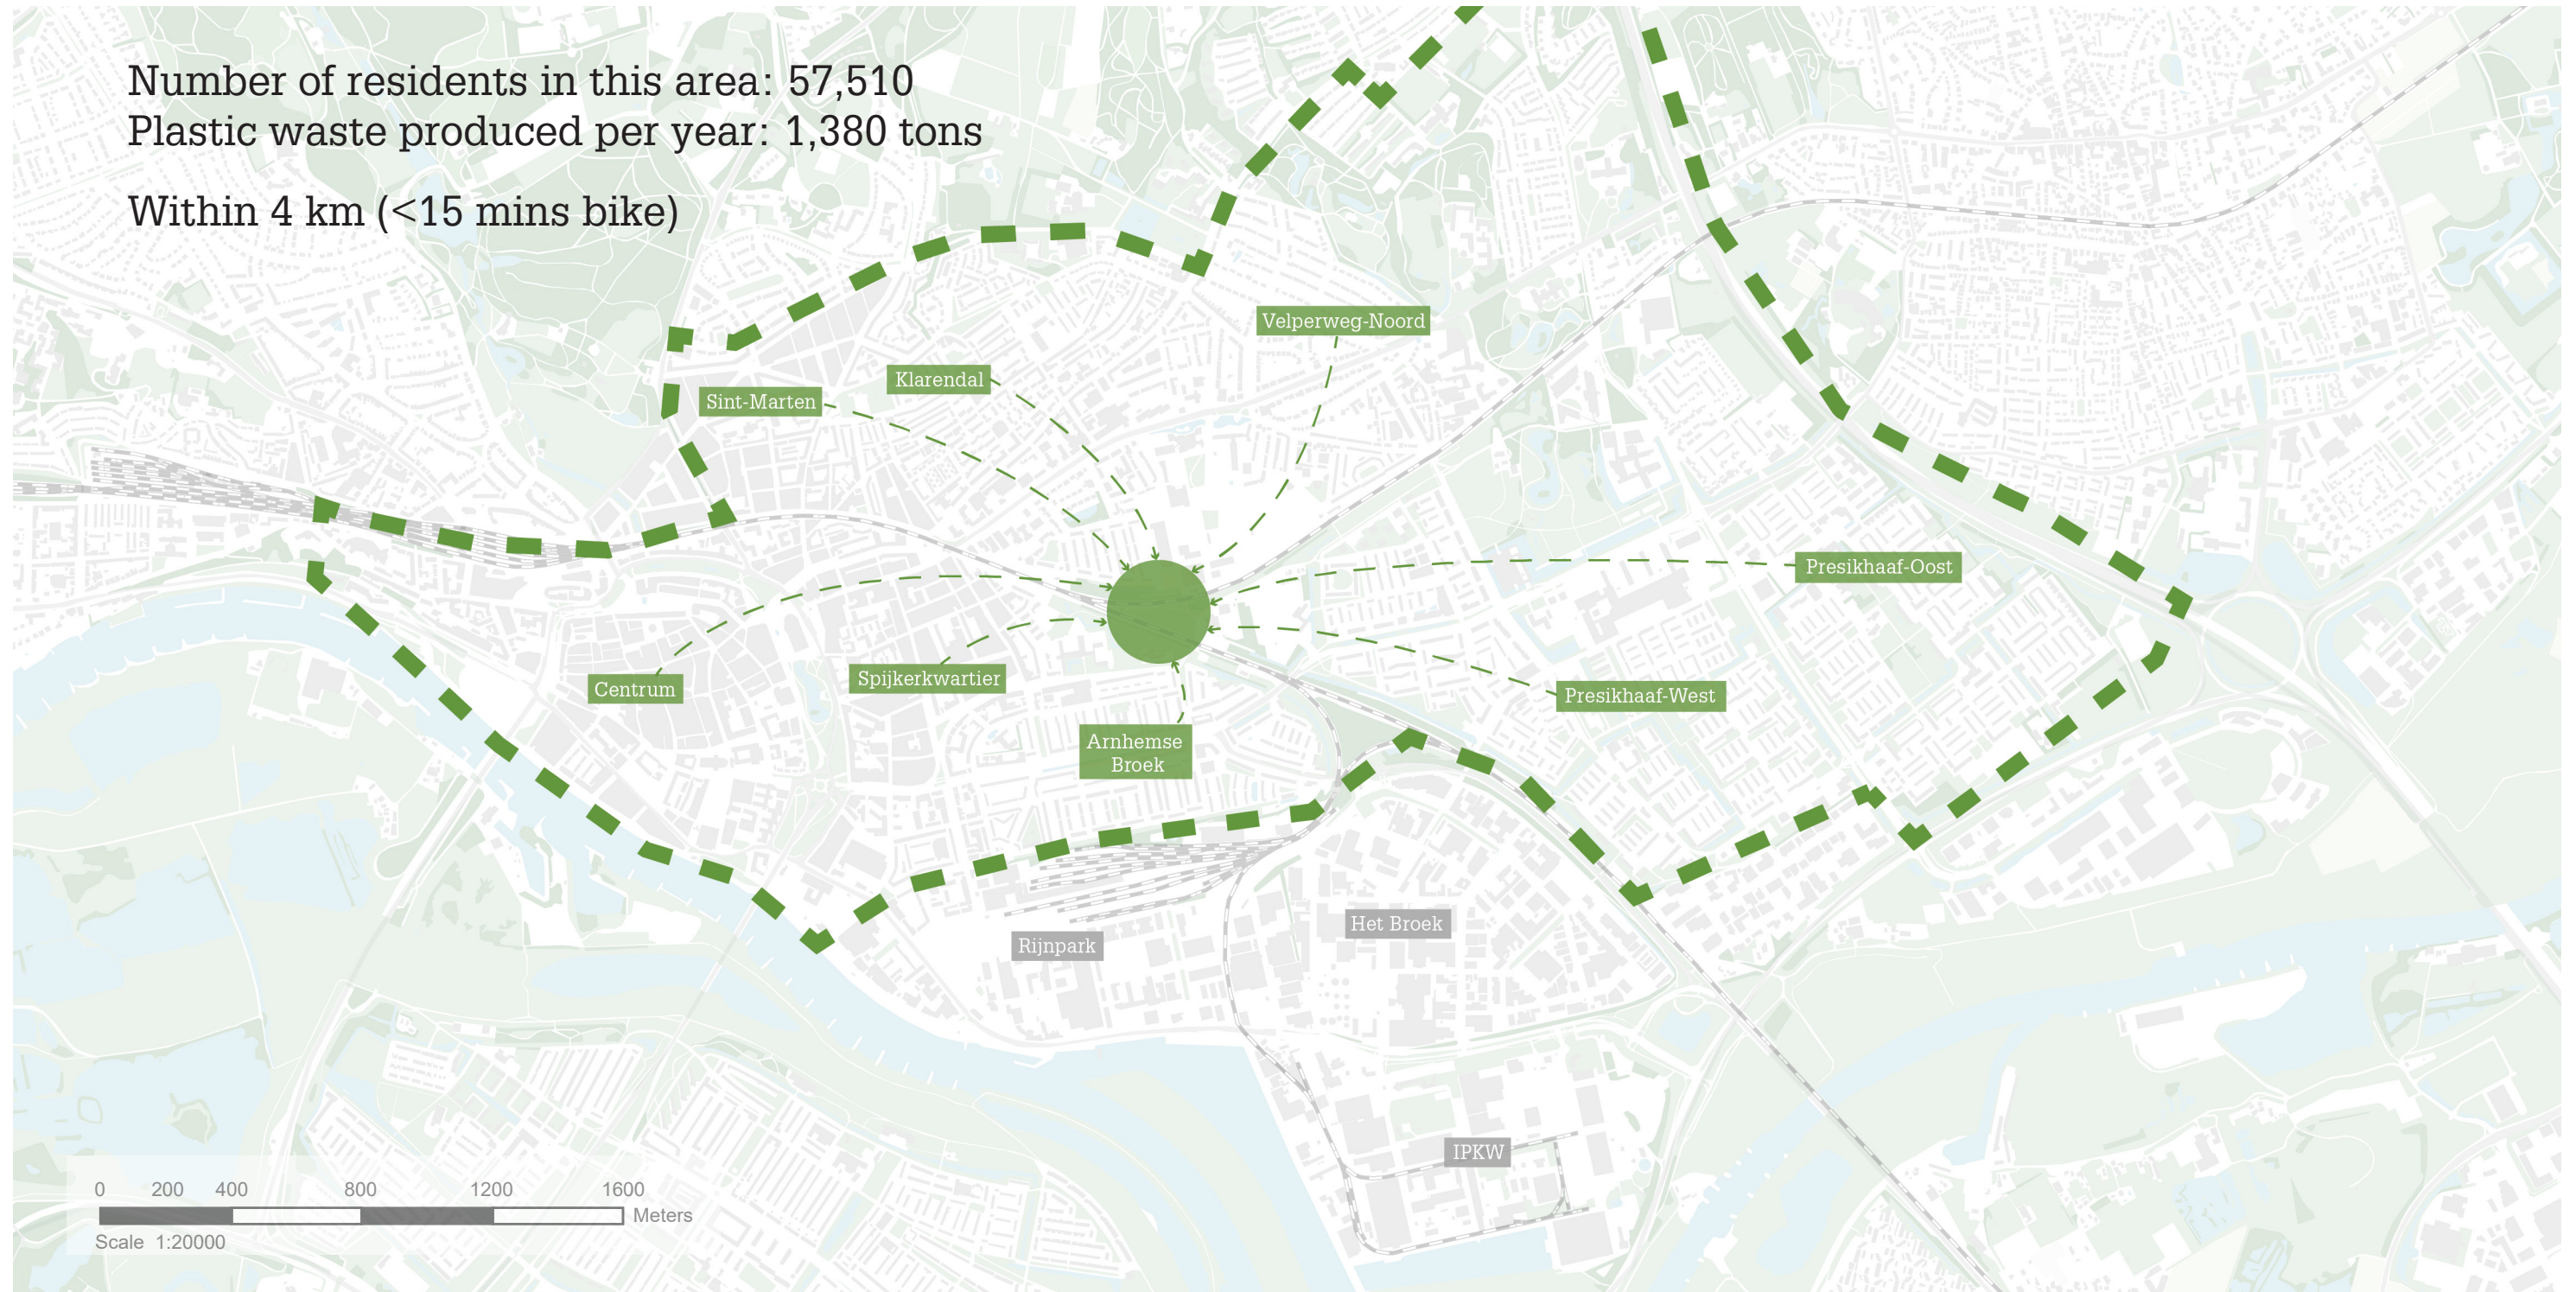 Number of residents in this area: 57,510
Plastic waste produced per year: 1,380 tons
Within 4 km (<15 mins bike)
Velperweg-Noord
Klarendal
Sint-Marten
Presikhaaf-Oost
Centrum
Spijkerkwartier
Presikhaaf-West
Arnhemse
Broek
Het Broek
Rijnpark
IPKW
0 200 400 800 1200 1600
Meters
Scale 1:20000